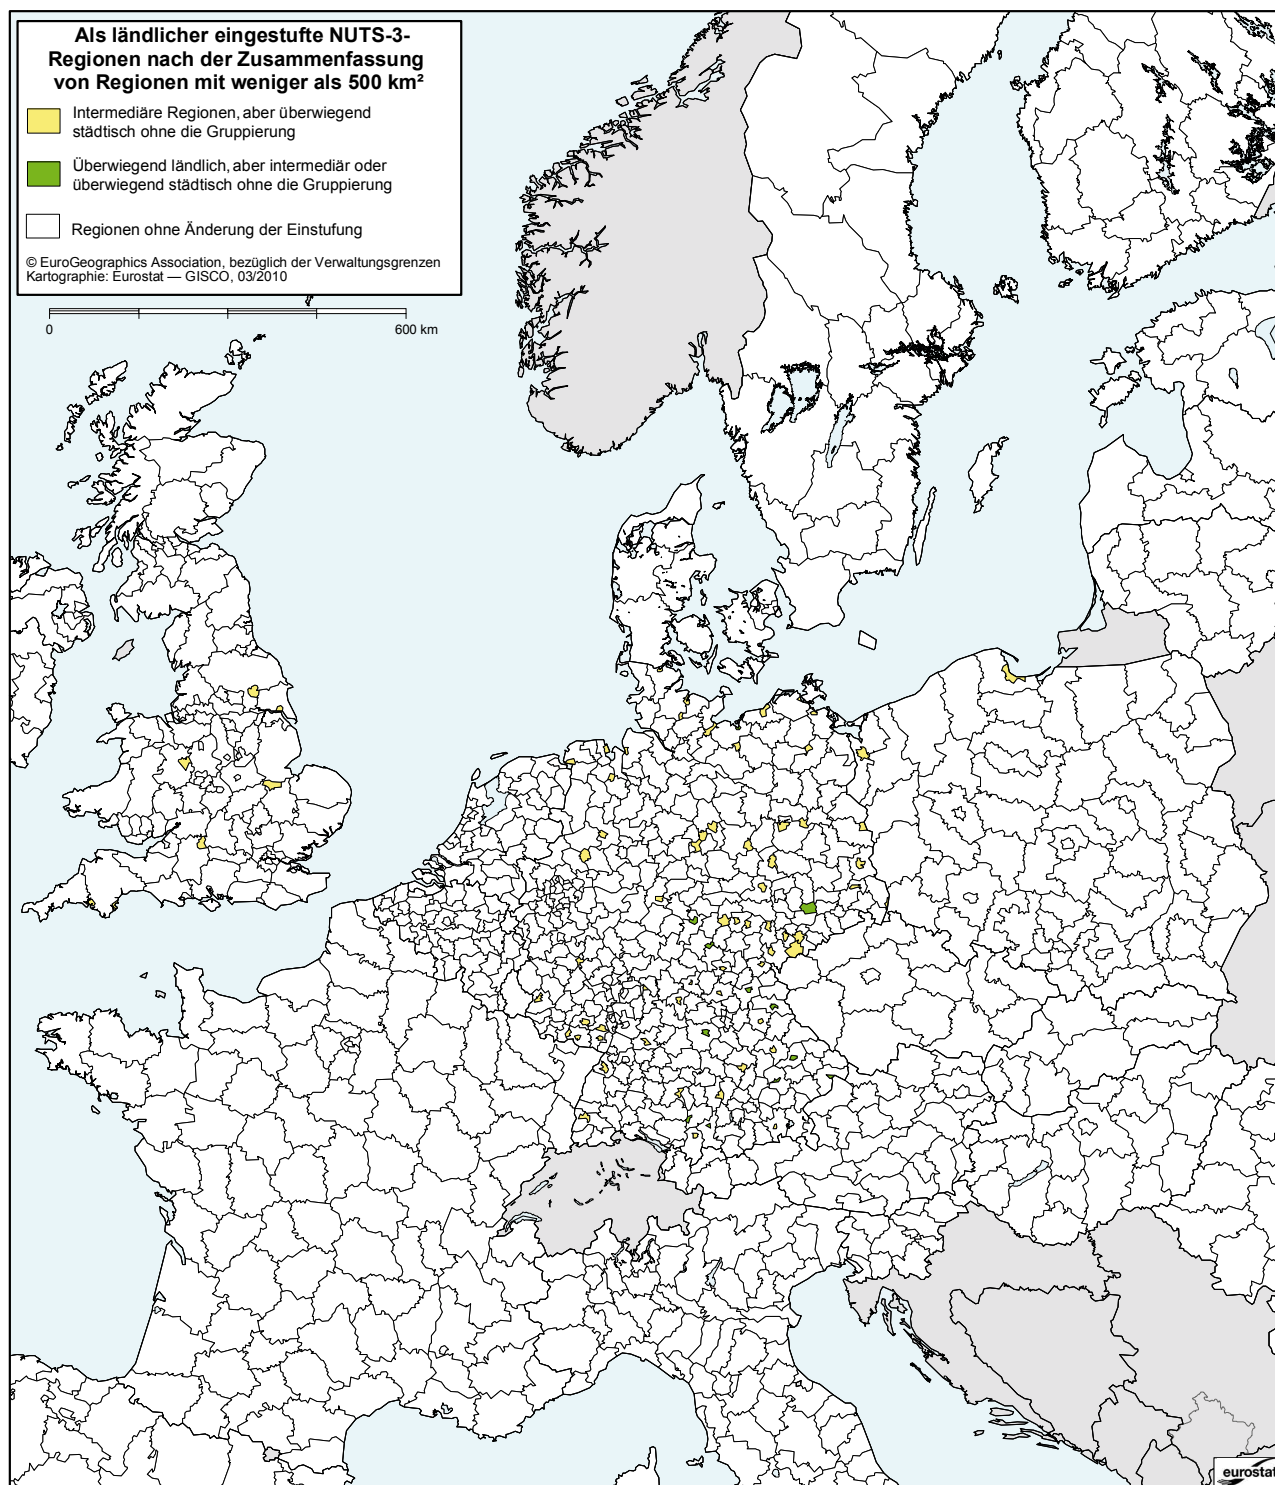 Als ländlicher eingestufte NUTS-3-
Regionen nach der Zusammenfassung
von Regionen mit weniger als 500 km²
Intermediäre Regionen, aber überwiegend
städtisch ohne die Gruppierung
Überwiegend ländlich, aber intermediär oder
überwiegend städtisch ohne die Gruppierung
Regionen ohne Änderung der Einstufung
© EuroGeographics Association, bezüglich der Verwaltungsgrenzen
Kartographie: Eurostat — GISCO, 03/2010
0 600 km
eurostat